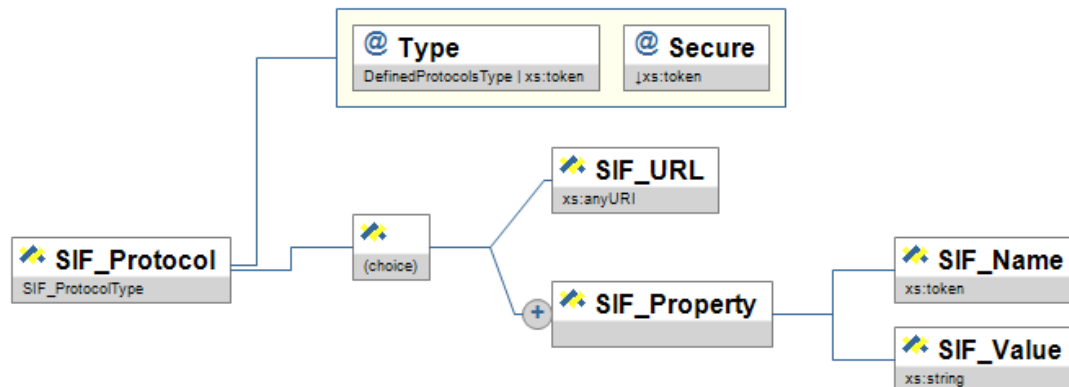 @ Type
DefinedProtocolsType | xs:token
@ Secure
↓xs:token
SIF_URL
xs:anyURI
SIF_Protocol
SIF_ProtocolType
(choice)
+
SIF_Property
SIF_Name
xs:token
SIF_Value
xs:string